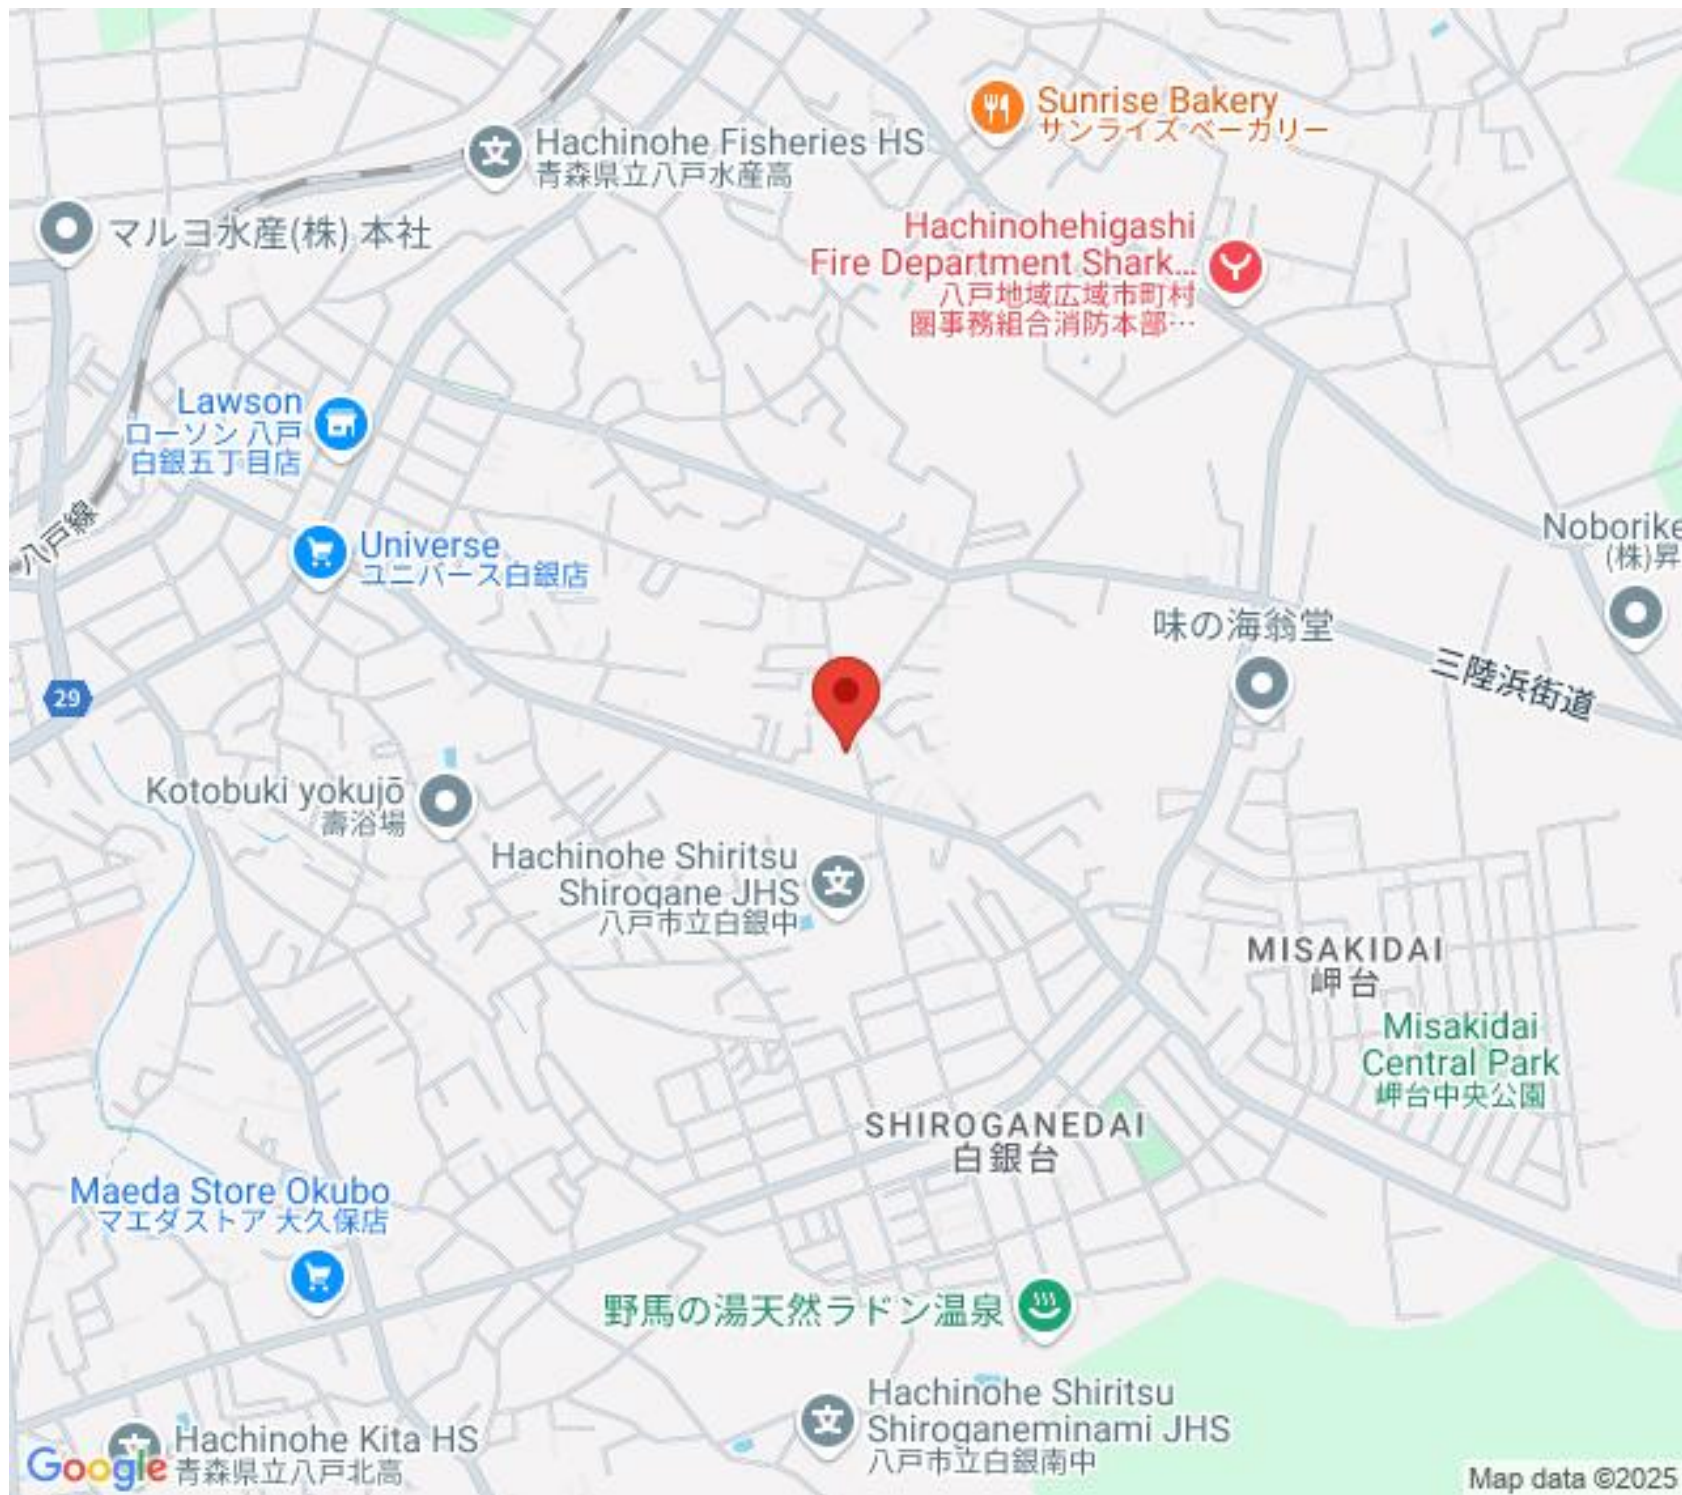 Sunrise Bakery
サンライズ ベーカリー
Hachinohe Fisheries HS
青森県立八戸水産高
マルヨ水産(株) 本社
Hachinohehigashi
Fire Department Shark...
八戸地域広域市町村
圏事務組合消防本部…
Lawson
ローソン 八戸
白銀五丁目店
八戸線
Universe
ユニバース白銀店
Noborike
(株)昇
味の海翁堂
三陸浜街道
29
Kotobuki yokujō
壽浴場
Hachinohe Shiritsu
Shirogane JHS
八戸市立白銀中
MISAKIDAI
岬台
Misakidai
Central Park
岬台中央公園
SHIROGANEDAI
白銀台
Maeda Store Okubo
マエダストア 大久保店
野馬の湯天然ラドン温泉
Hachinohe Shiritsu
Shiroganeminami JHS
八戸市立白銀南中
Hachinohe Kita HS
青森県立八戸北高
Google
Map data ©2025